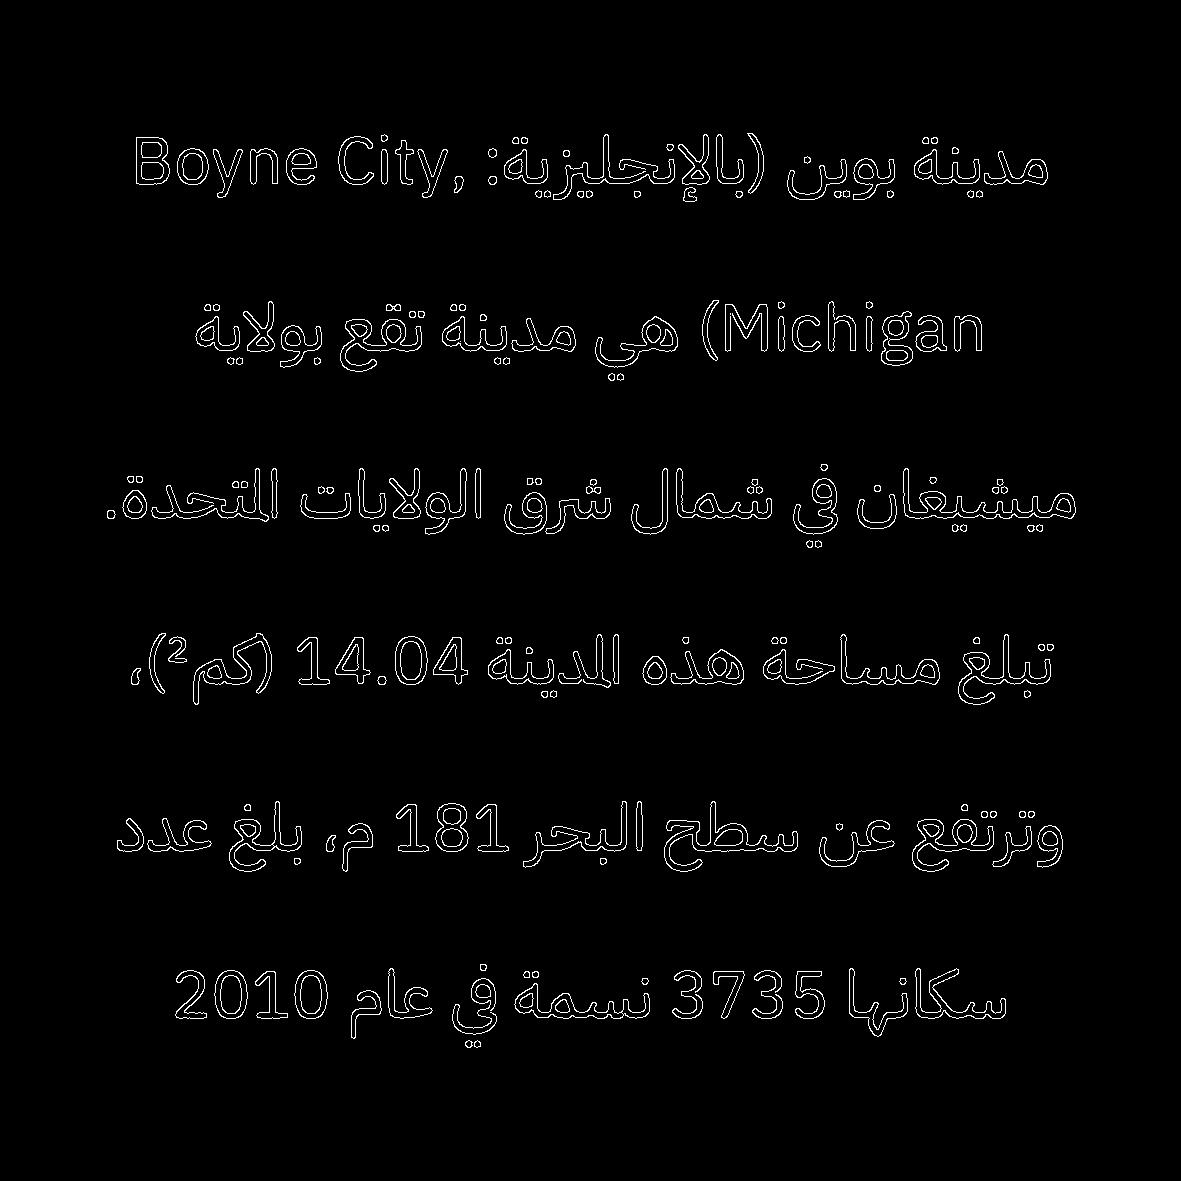 مدينة بوين (بالإنجليزية: Boyne City,
Michigan) هي مدينة تقع بولاية
ميشيغان في شمال شرق الولايات المتحدة.
تبلغ مساحة هذه المدينة 14.04 (كم²)،
وترتفع عن سطح البحر 181 م، بلغ عدد
سكانها 3735 نسمة في عام 2010